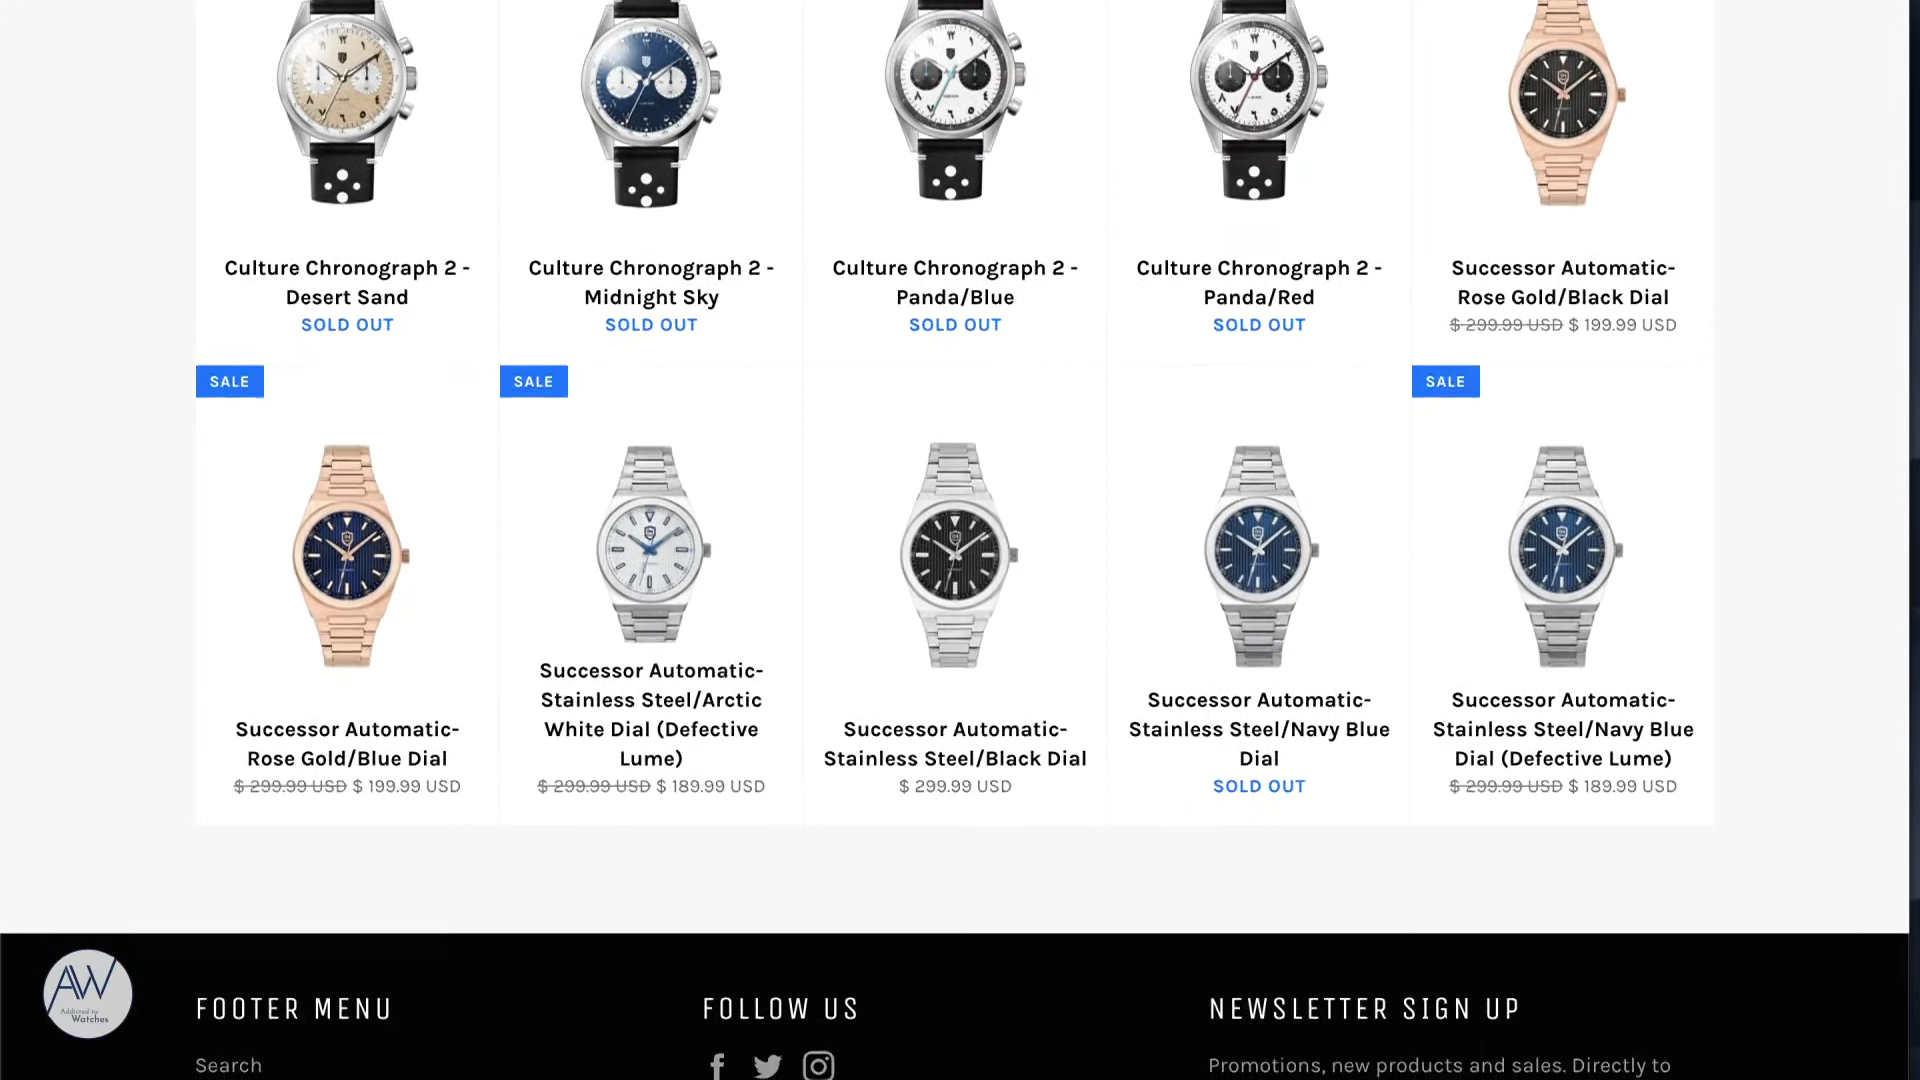 Culture Chronograph 2 -
Desert Sand
SOLD OUT
Culture Chronograph 2 -
Midnight Sky
SOLD OUT
Culture Chronograph 2 -
Panda/Blue
SOLD OUT
Culture Chronograph 2 -
Panda/Red
SOLD OUT
Successor Automatic-
Rose Gold/Black Dial
$ 299.99 USD $ 199.99 USD
SALE
Successor Automatic-
Rose Gold/Blue Dial
$ 299.99 USD $ 199.99 USD
SALE
Successor Automatic-
Stainless Steel/Arctic
White Dial (Defective
Lume)
$ 299.99 USD $ 189.99 USD
Successor Automatic-
Stainless Steel/Black Dial
$ 299.99 USD
Successor Automatic-
Stainless Steel/Navy Blue
Dial
SOLD OUT
SALE
Successor Automatic-
Stainless Steel/Navy Blue
Dial (Defective Lume)
$ 299.99 USD $ 189.99 USD
AW
Addicted to
Watches
FOOTER MENU
Search
FOLLOW US
NEWSLETTER SIGN UP
Promotions, new products and sales. Directly to